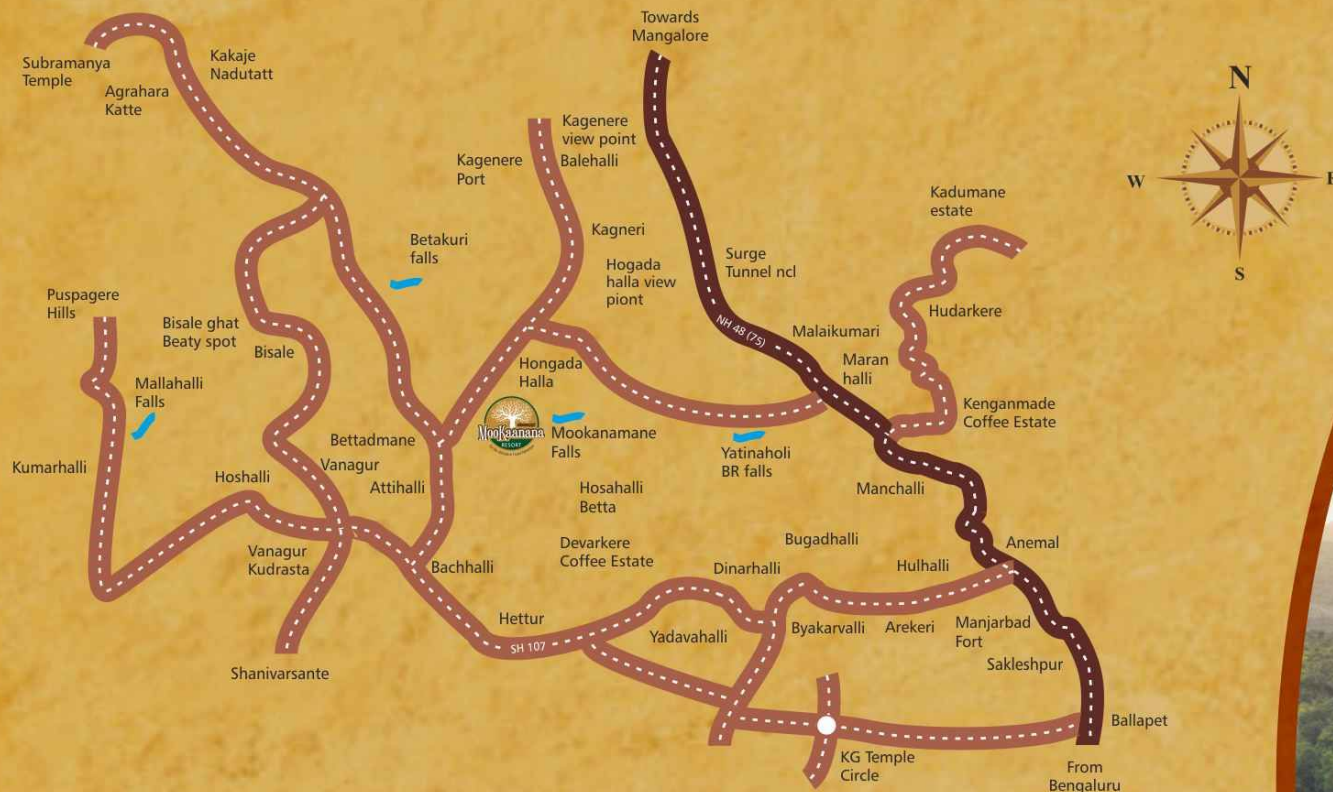 Towards
Mangalore
Subramanya
Temple
Agrahara
Katte
Kakaje
Nadutatt
Kagenere
view point
Kagenere
Port
Balehalli
N
W
E
S
Kadumane
estate
Kagneri
Betakuri
falls
Hogada
halla view
piont
Surge
Tunnel ncl
Puspagere
Hills
Bisale ghat
Beaty spot
Bisale
NH 48 (75)
Malaikumari
Hudarkere
Maran
halli
Hongada
Halla
Mallahalli
Falls
MooKaanana
RESORT
Mookanamane
Falls
Kenganmade
Coffee Estate
Yatinaholi
BR falls
Bettadmane
Kumarhalli
Hoshalli
Vanagur
Attihalli
Hosahalli
Betta
Manchalli
Vanagur
Kudrasta
Bachhalli
Devarkere
Coffee Estate
Bugadhalli
Dinarhalli
Hulhalli
Anemal
Hettur
SH 107
Yadavahalli
Byakarvalli
Arekeri
Manjarbad
Fort
Sakleshpur
Shanivarsante
Ballapet
KG Temple
Circle
From
Bengaluru